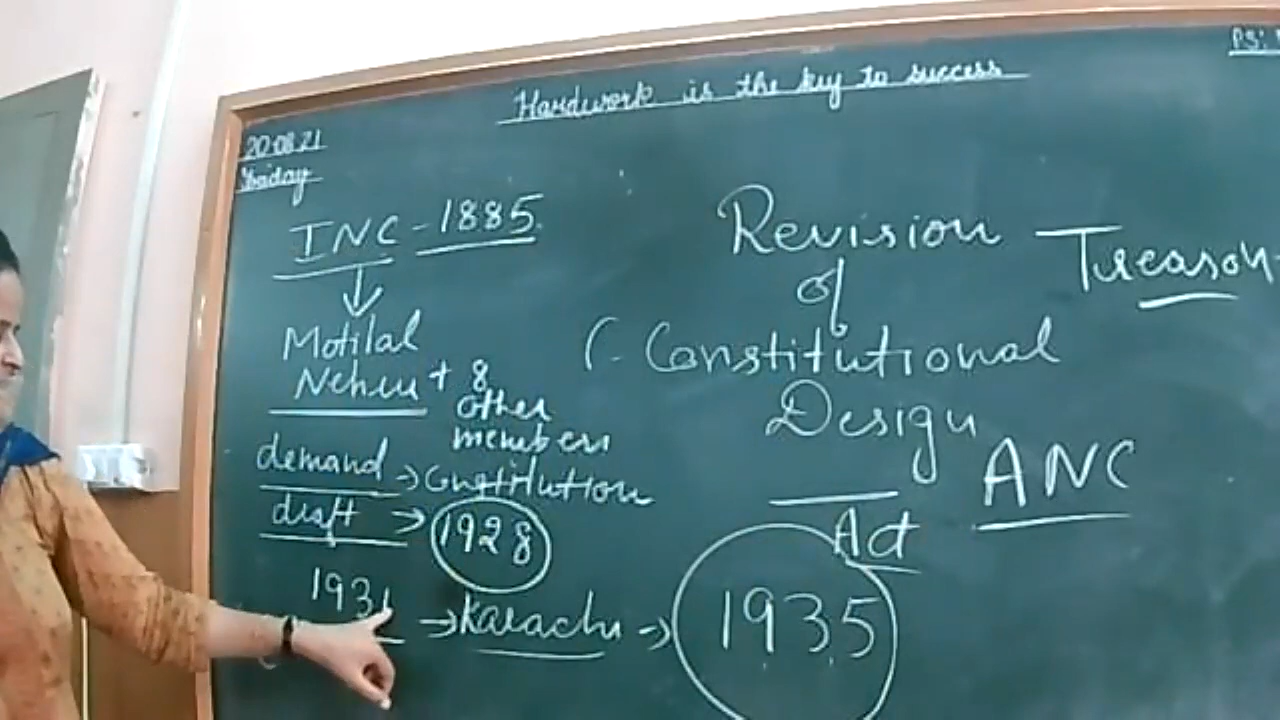 Hardwork is the key to success
PS:
20.08.21
Friday
INC - 1885
Motilal
Nehru + 8
other
members
demand → Constitution
draft → 1928
1931 → Karachi → 1935
Revision
of
Constitutional
Design
Treason
ANC
Act